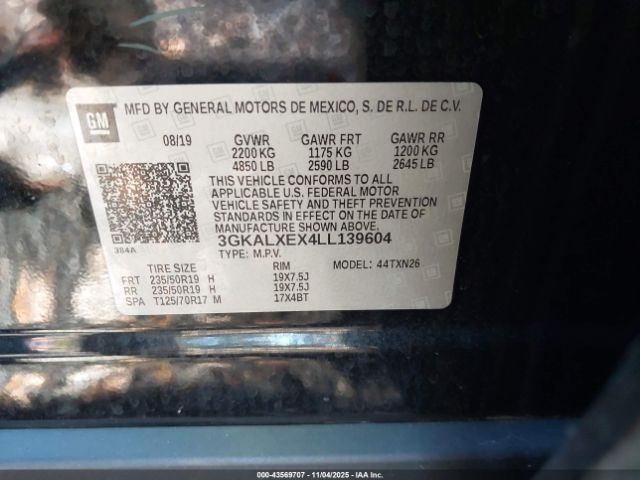 GM
MFD BY GENERAL MOTORS DE MEXICO, S. DE R.L. DE C.V.
08/19 GVWR GAWR FRT GAWR RR
2200 KG 1175 KG 1200 KG
4850 LB 2590 LB 2645 LB
THIS VEHICLE CONFORMS TO ALL
APPLICABLE U.S. FEDERAL MOTOR
VEHICLE SAFETY AND THEFT PREVENTION
STANDARDS IN EFFECT ON THE DATE OF
MANUFACTURE SHOWN ABOVE.
3GKALXEX4LL139604
384A
TYPE: M.P.V. MODEL: 44TXN26
TIRE SIZE RIM
FRT 235/50R19 H 19X7.5J
RR 235/50R19 H 19X7.5J
SPA T125/70R17 M 17X4BT
000-43569707 - 11/04/2025 - IAAI.COM